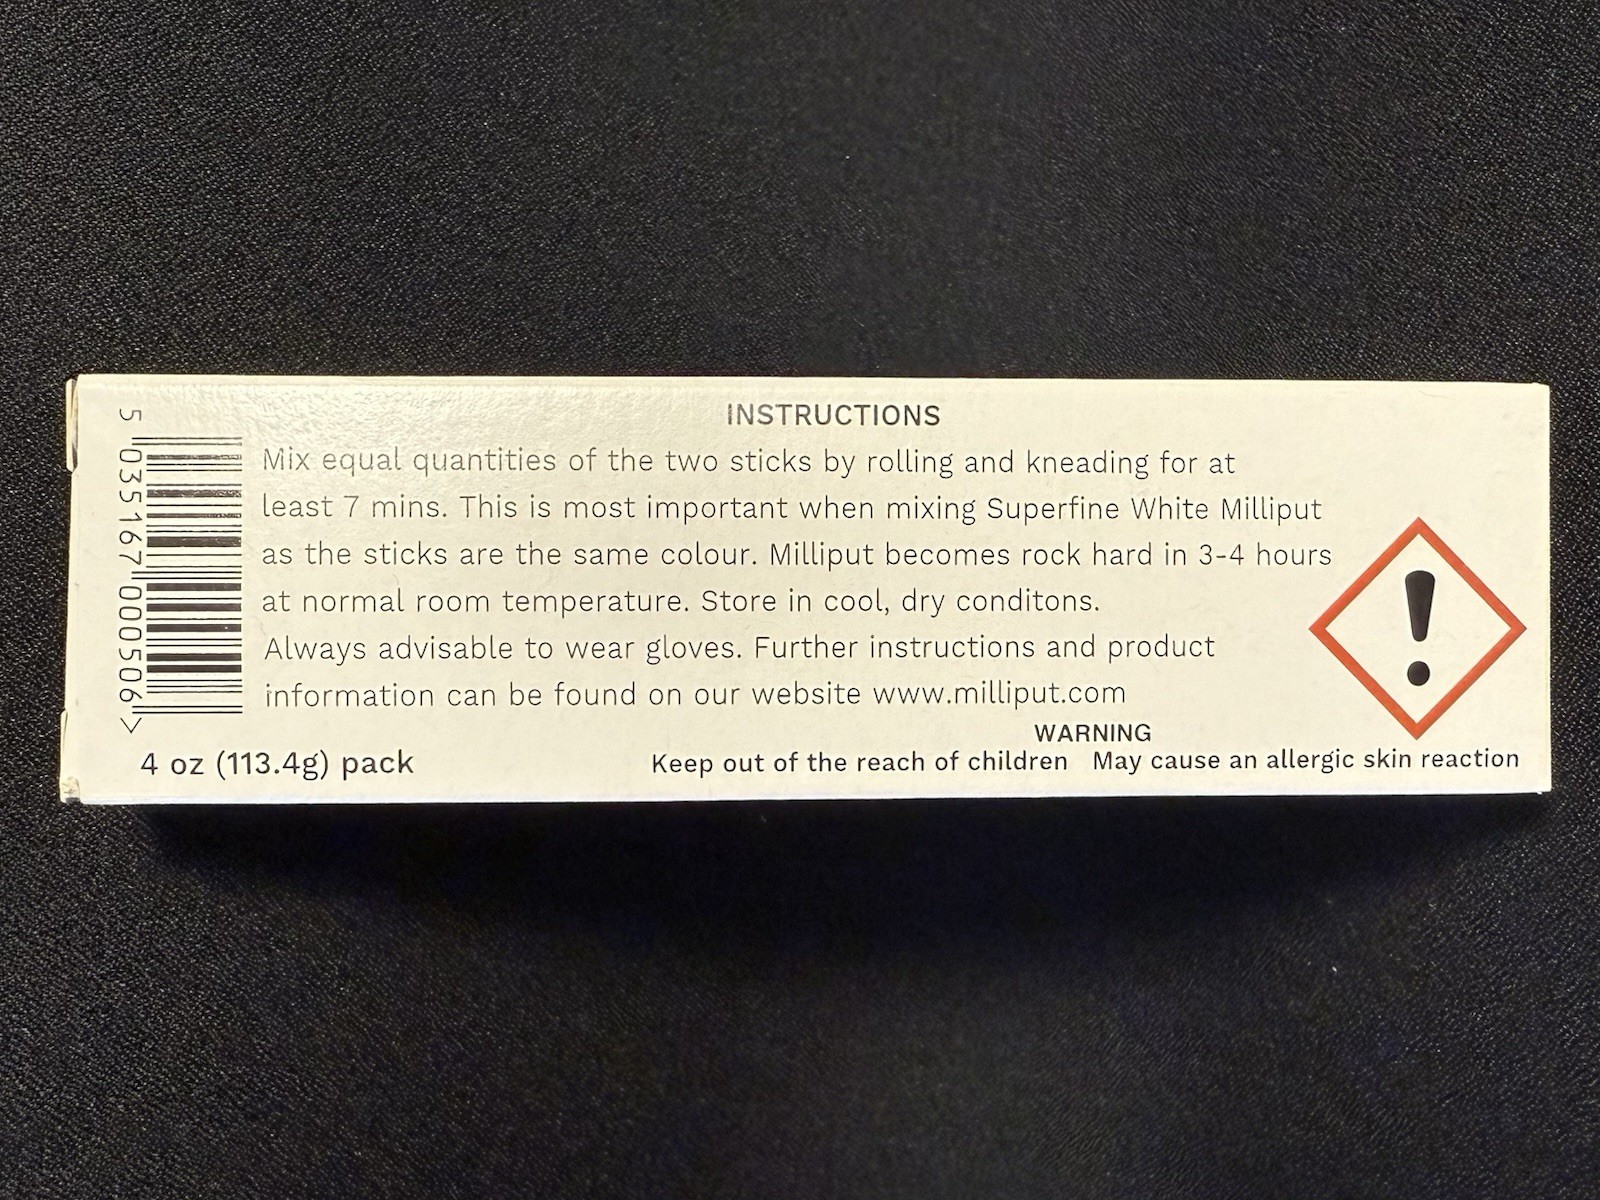 INSTRUCTIONS
Mix equal quantities of the two sticks by rolling and kneading for at
least 7 mins. This is most important when mixing Superfine White Milliput
as the sticks are the same colour. Milliput becomes rock hard in 3-4 hours
at normal room temperature. Store in cool, dry conditons.
Always advisable to wear gloves. Further instructions and product
information can be found on our website www.milliput.com
WARNING
Keep out of the reach of children May cause an allergic skin reaction
4 oz (113.4g) pack
5 035167 000506 >